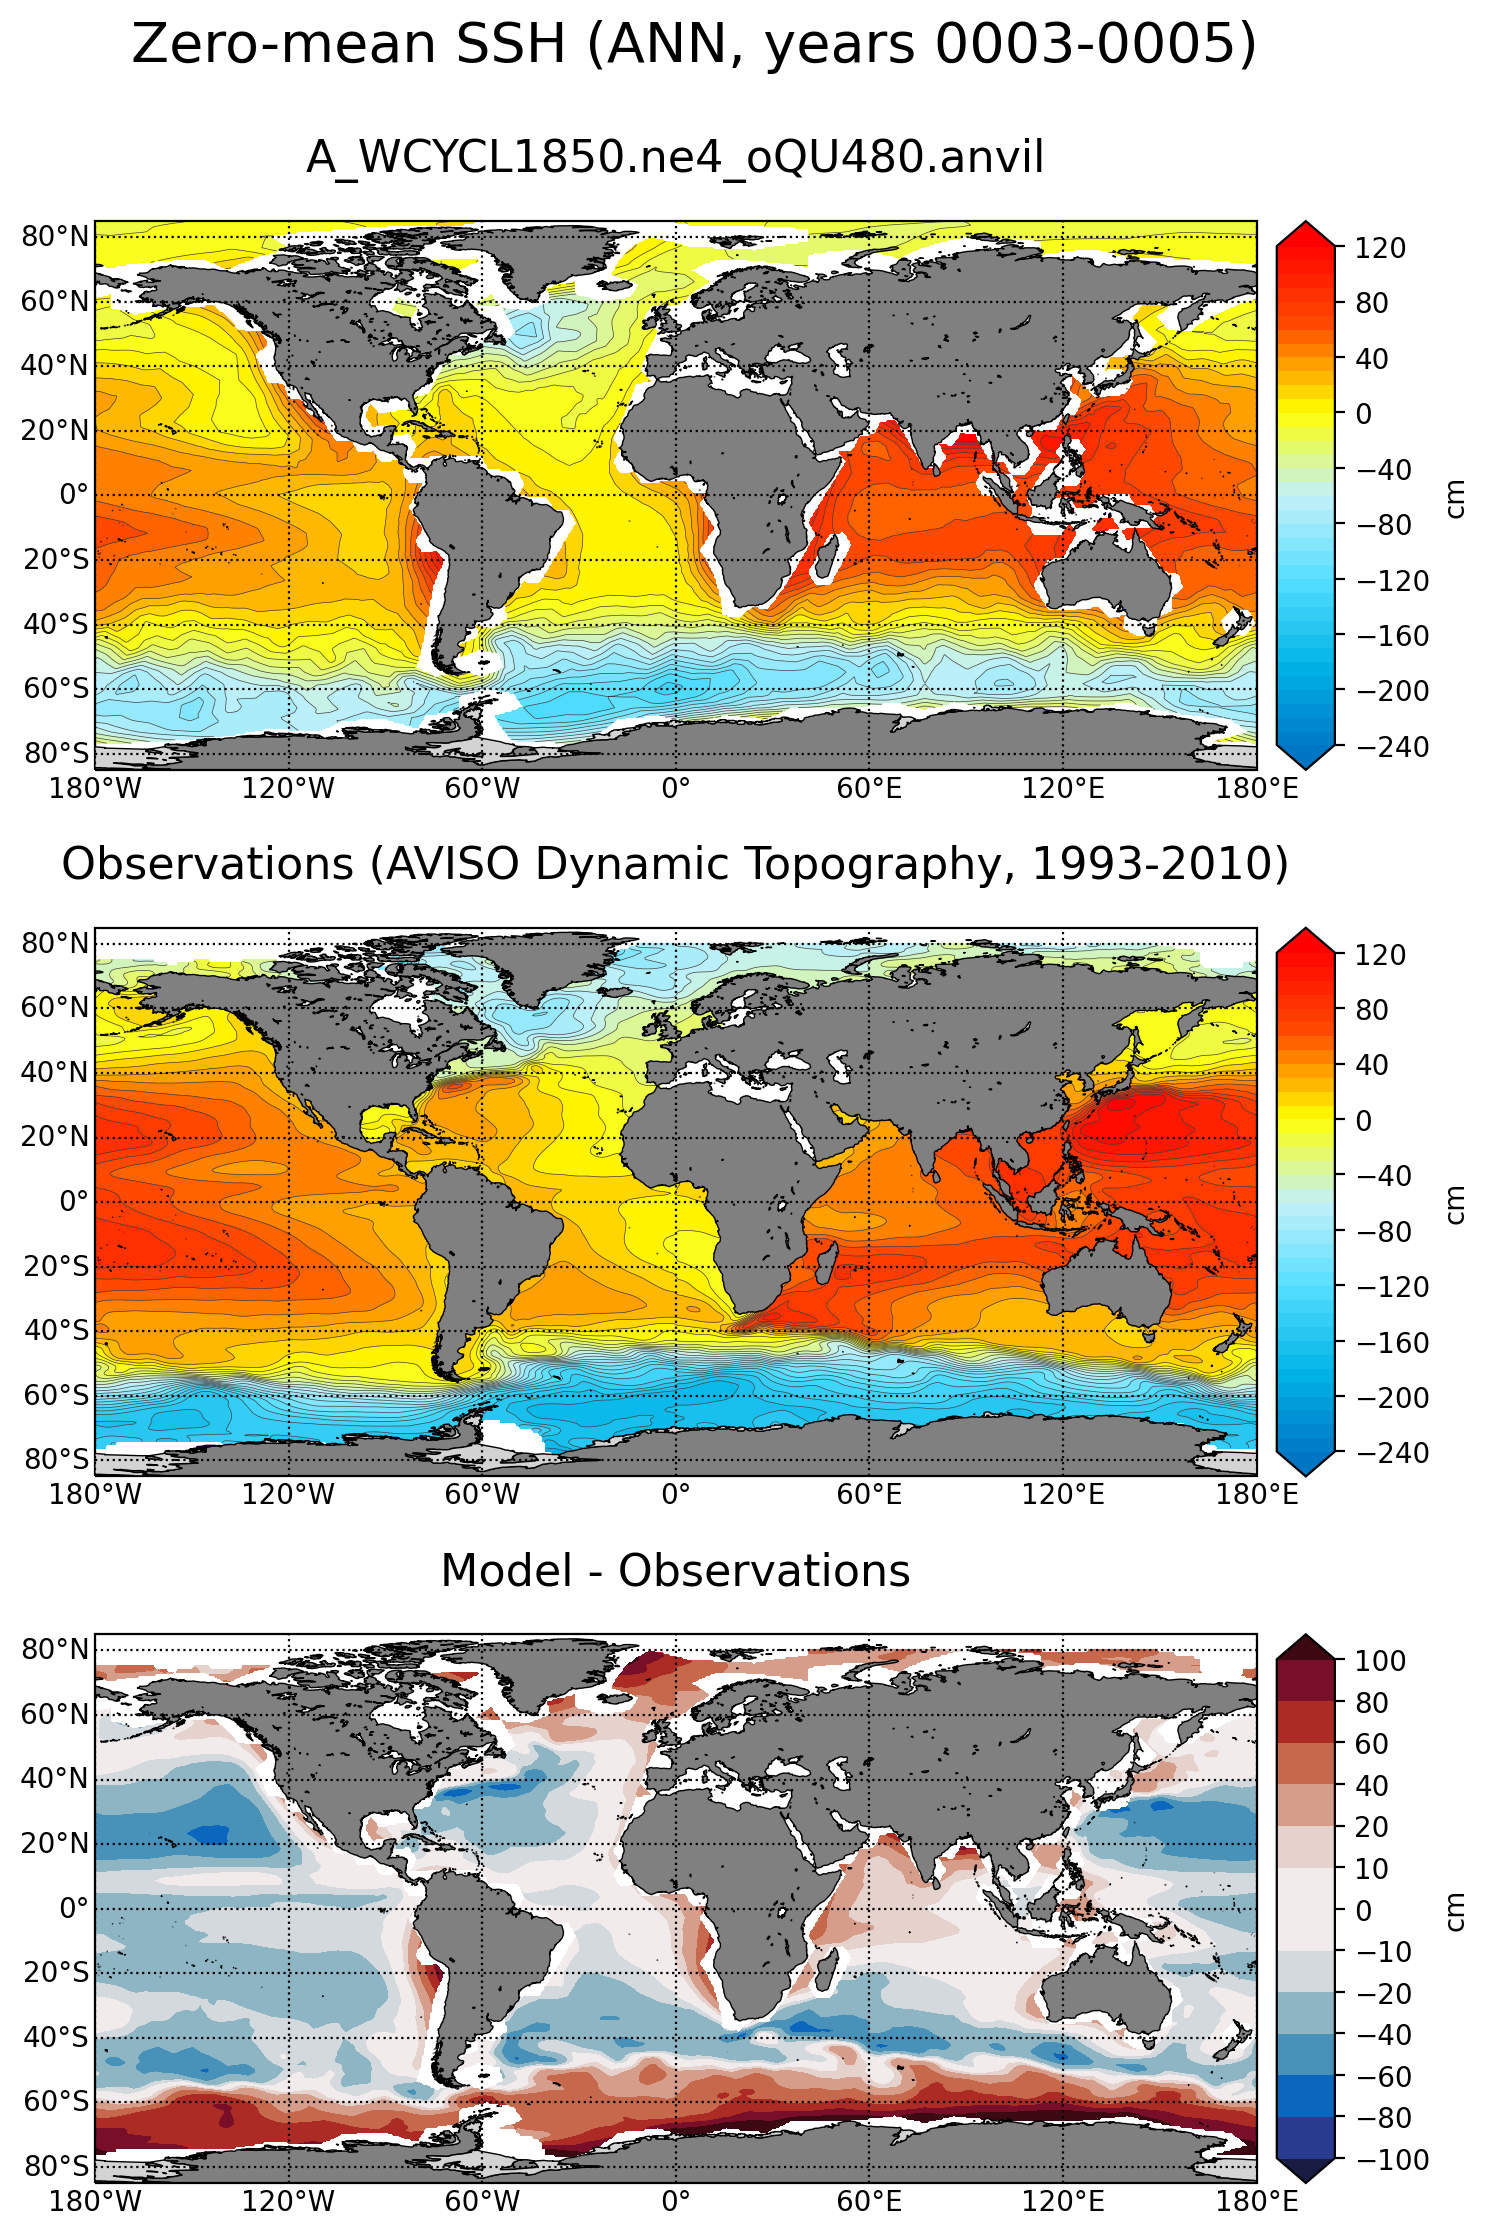 Zero-mean SSH (ANN, years 0003-0005)
A_WCYCL1850.ne4_oQU480.anvil
80°N
60°N
40°N
20°N
0°
20°S
40°S
60°S
80°S
180°W 120°W 60°W 0° 60°E 120°E 180°E
120
80
40
0
−40
−80
−120
−160
−200
−240
cm
Observations (AVISO Dynamic Topography, 1993-2010)
80°N
60°N
40°N
20°N
0°
20°S
40°S
60°S
80°S
180°W 120°W 60°W 0° 60°E 120°E 180°E
120
80
40
0
−40
−80
−120
−160
−200
−240
cm
Model - Observations
80°N
60°N
40°N
20°N
0°
20°S
40°S
60°S
80°S
180°W 120°W 60°W 0° 60°E 120°E 180°E
100
80
60
40
20
10
0
−10
−20
−40
−60
−80
−100
cm